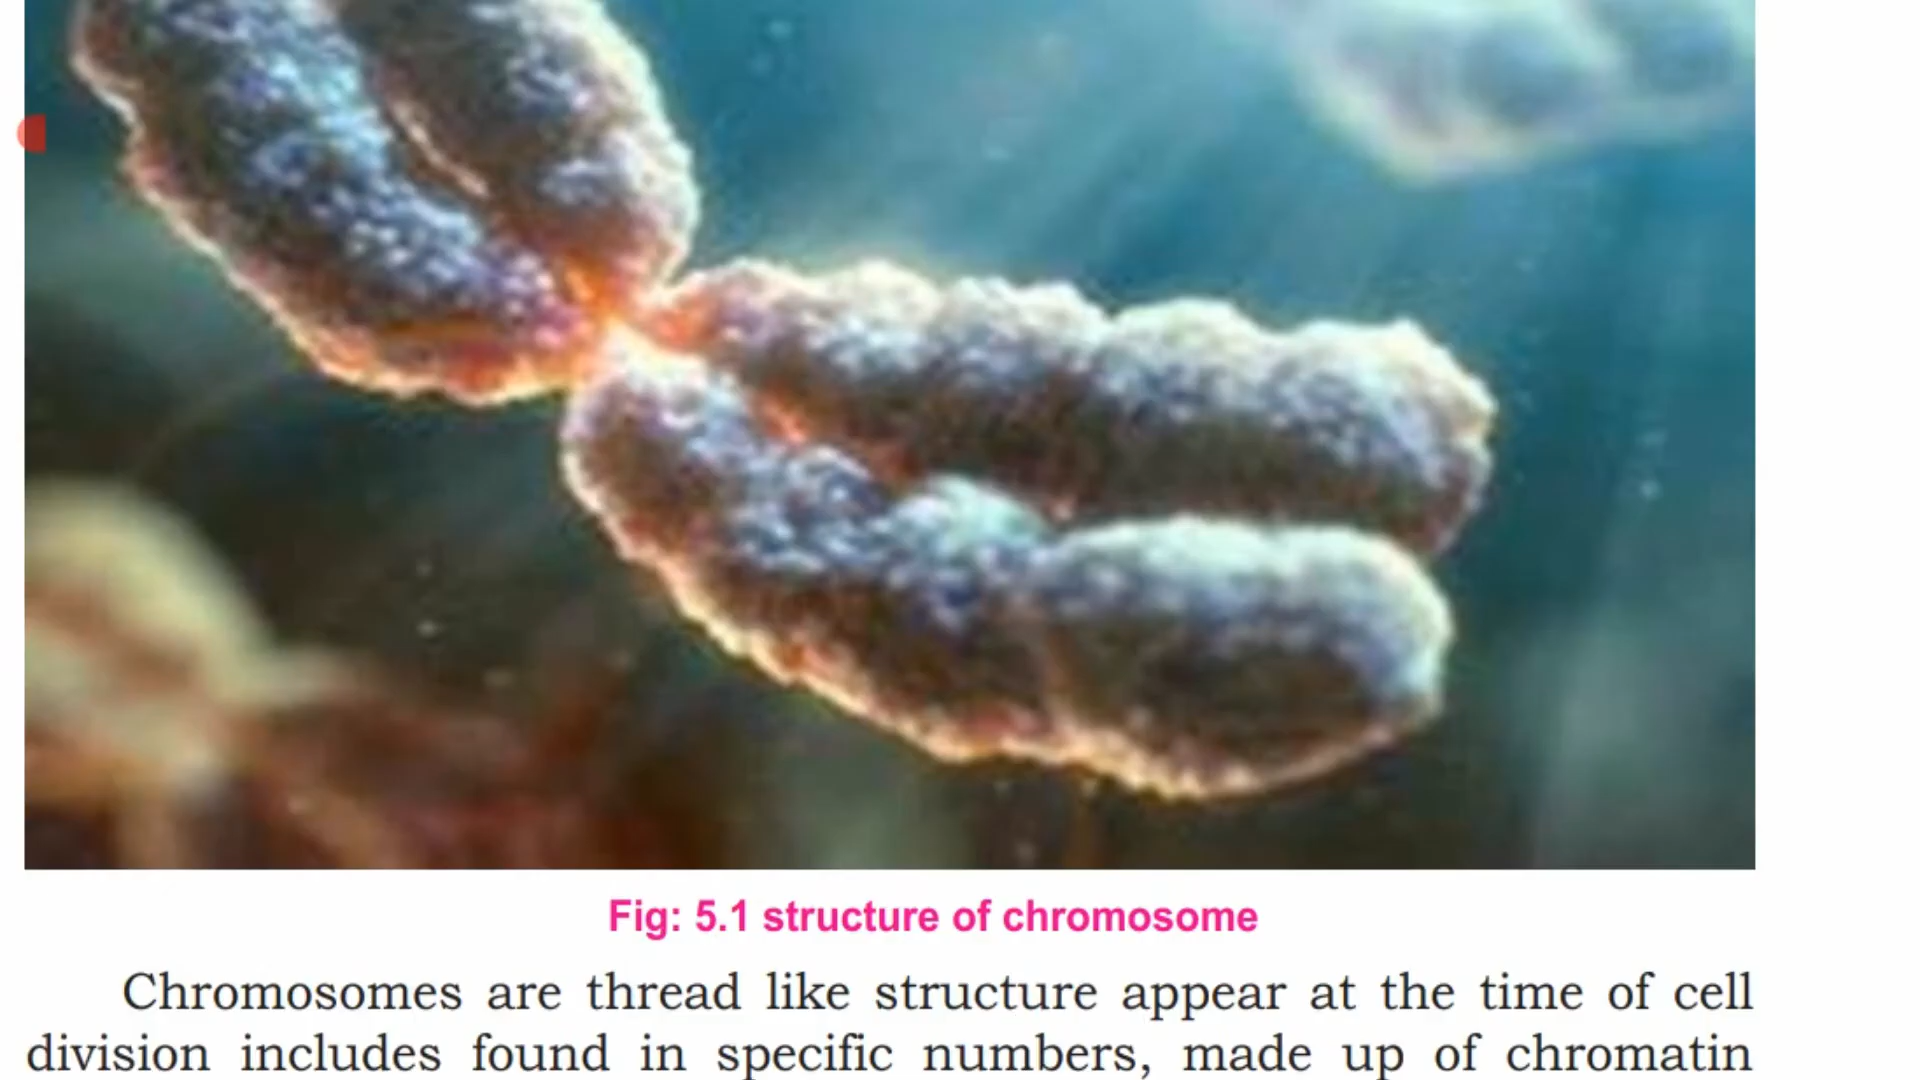 Fig: 5.1 structure of chromosome
Chromosomes are thread like structure appear at the time of cell
division includes found in specific numbers, made up of chromatin